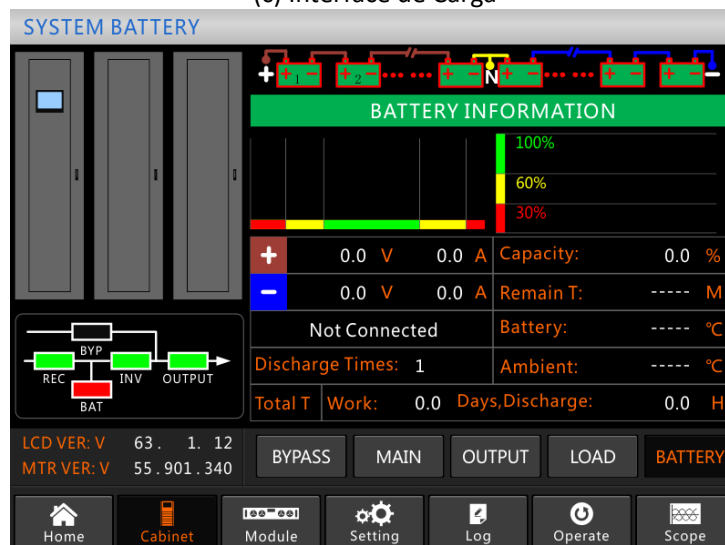 (c) Interface de Carga
SYSTEM BATTERY
+ + 1 - + 2 - + - N + - + - + - -
BATTERY INFORMATION
100%
60%
30%
+ 0.0 V 0.0 A Capacity: 0.0 %
- 0.0 V 0.0 A Remain T: ----- M
Not Connected Battery: ----- °C
Discharge Times: 1 Ambient: ----- °C
Total T Work: 0.0 Days,Discharge: 0.0 H
BYP
REC INV OUTPUT
BAT
LCD VER: V 63. 1. 12
MTR VER: V 55.901.340
BYPASS MAIN OUTPUT LOAD BATTERY
Home Cabinet Module Setting Log Operate Scope